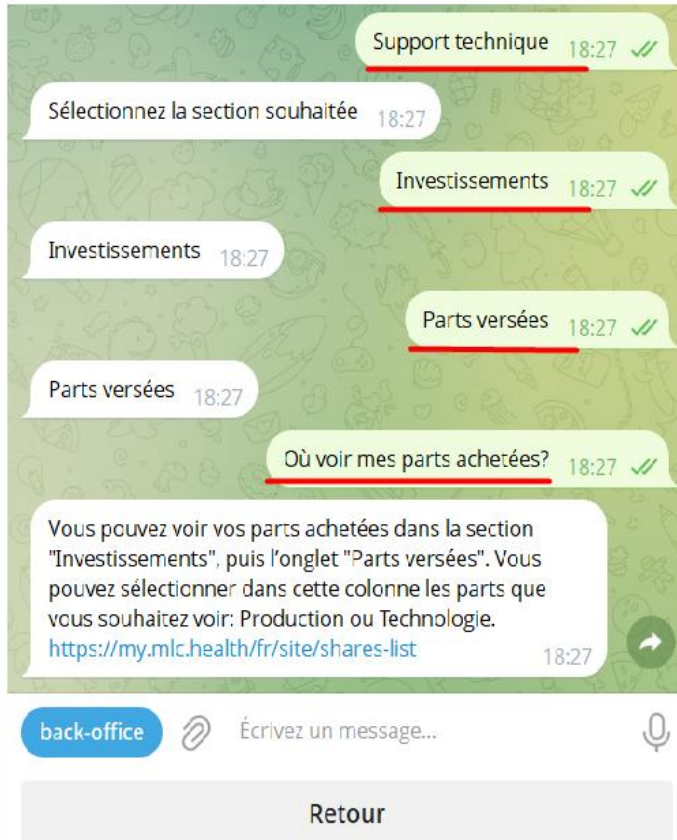 Support technique 18:27
Sélectionnez la section souhaitée 18:27
Investissements 18:27
Investissements 18:27
Parts versées 18:27
Parts versées 18:27
Où voir mes parts achetées? 18:27
Vous pouvez voir vos parts achetées dans la section
"Investissements", puis l'onglet "Parts versées". Vous
pouvez sélectionner dans cette colonne les parts que
vous souhaitez voir: Production ou Technologie.
https://my.mlc.health/fr/site/shares-list 18:27
back-office Écrivez un message...
Retour